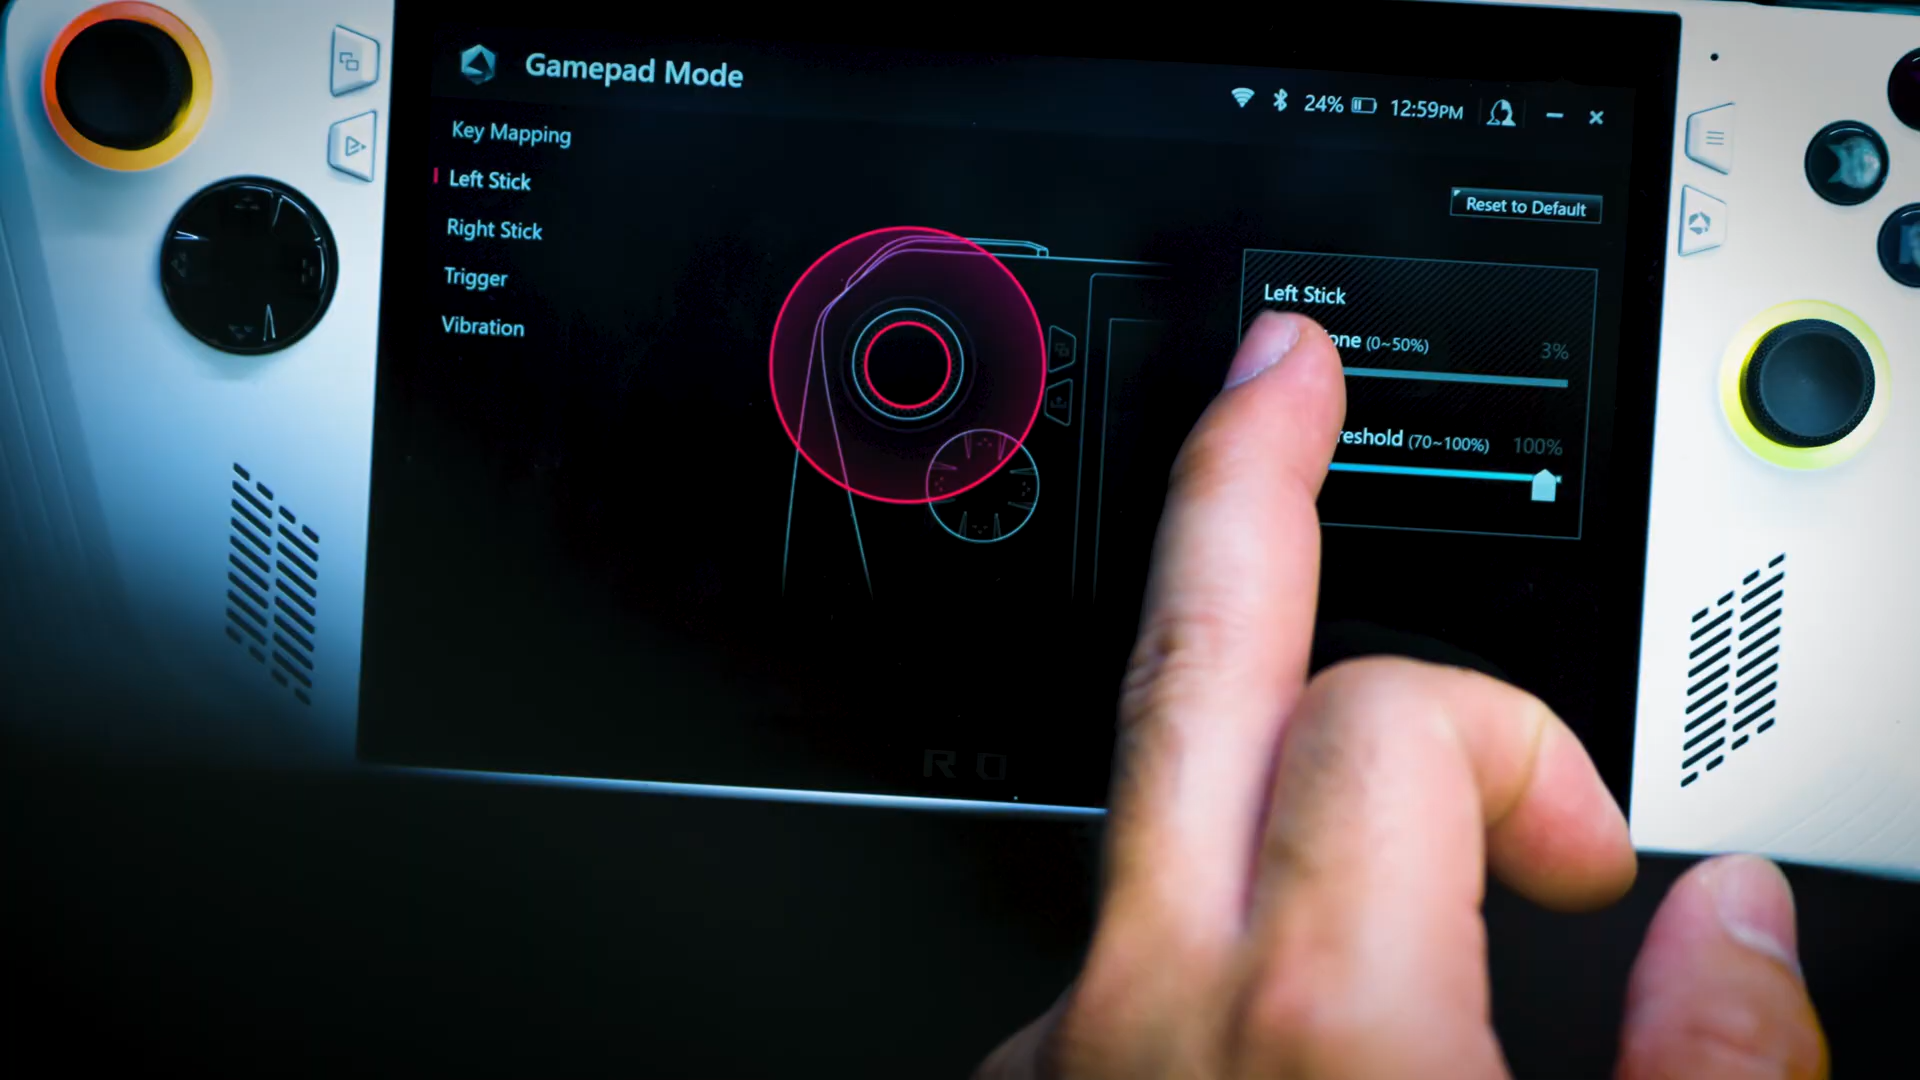 Gamepad Mode
24% 12:59PM
Key Mapping
Left Stick
Right Stick
Trigger
Vibration
Reset to Default
Left Stick
one (0~50%) 3%
reshold (70~100%) 100%
R O